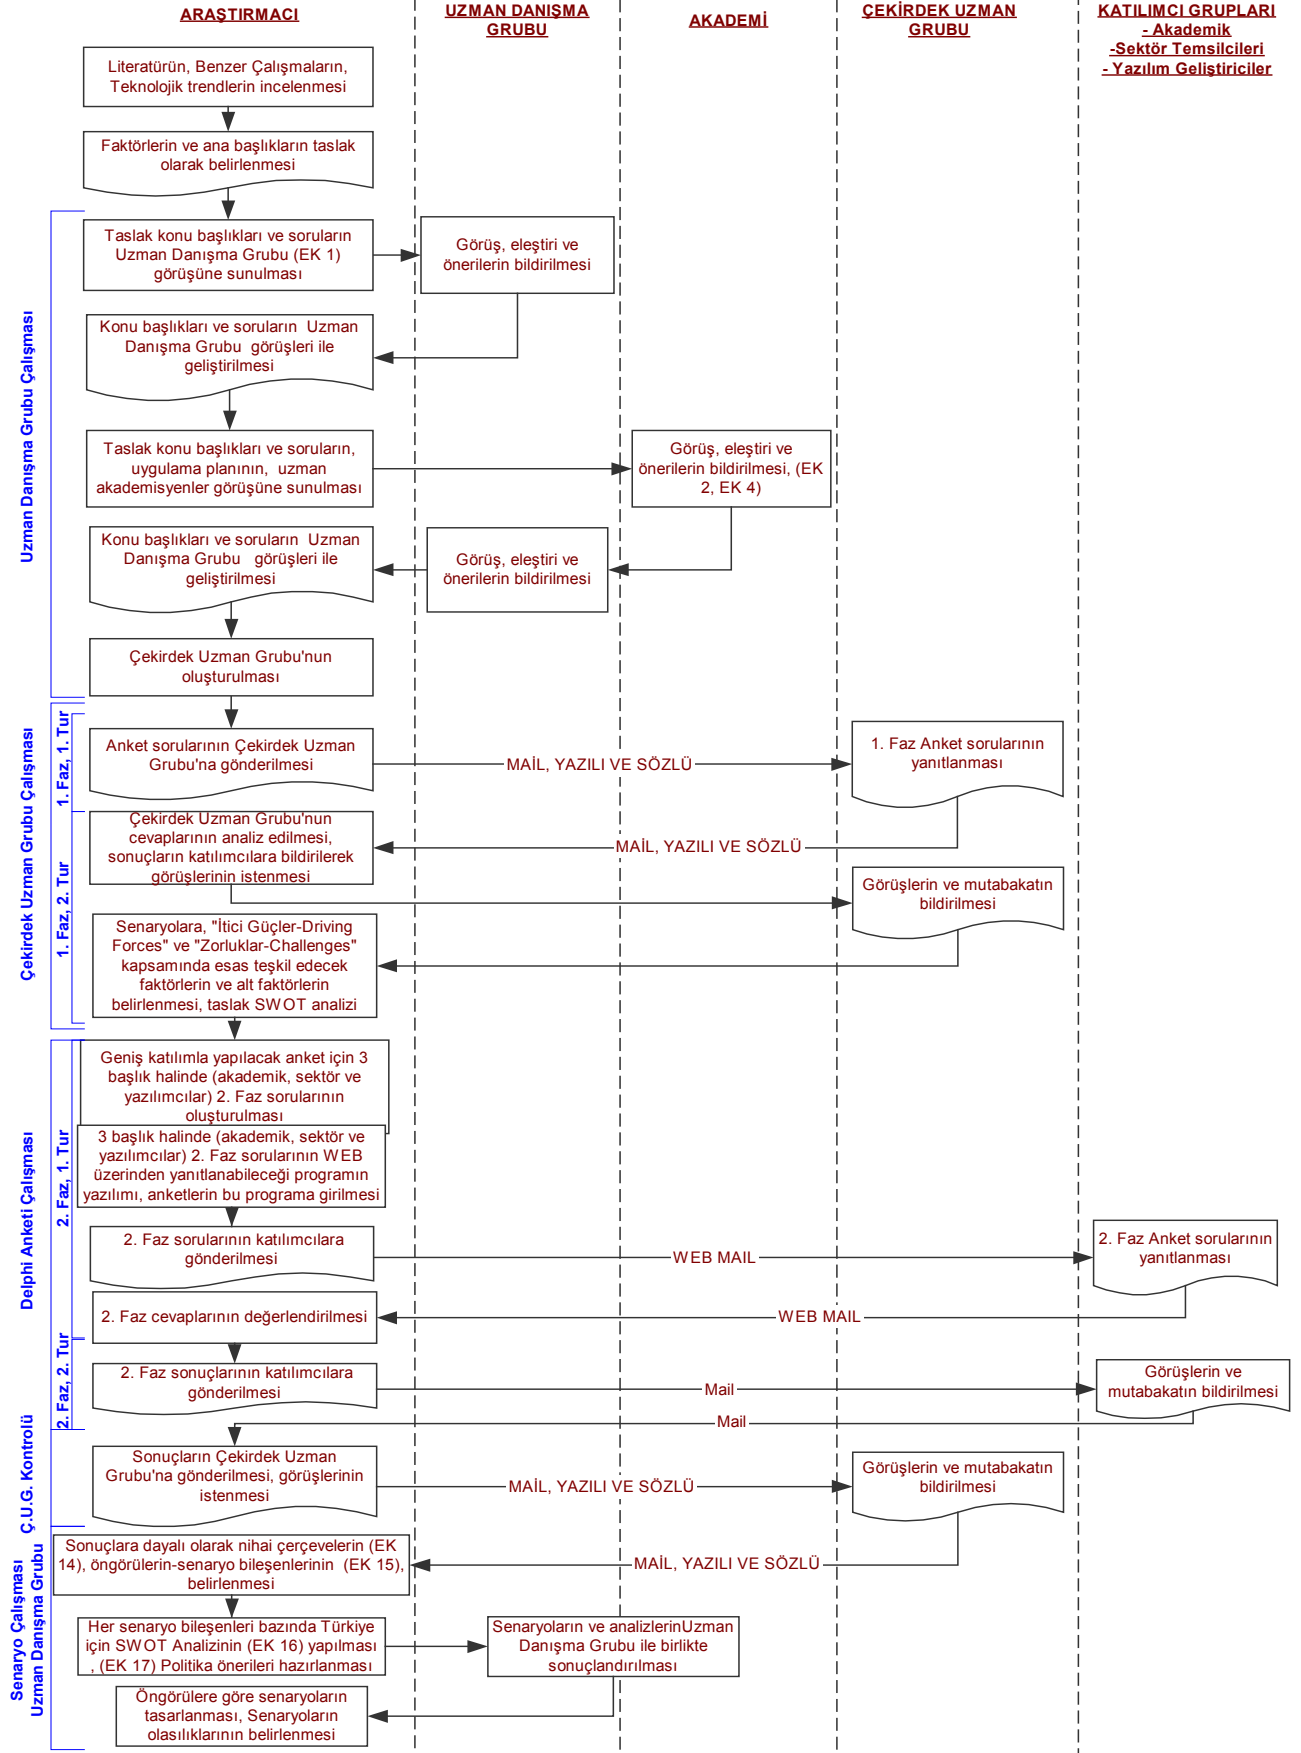 ARAŞTIRMACI
UZMAN DANIŞMA
GRUBU
AKADEMİ
ÇEKİRDEK UZMAN
GRUBU
KATILIMCI GRUPLARI
- Akademik
-Sektör Temsilcileri
- Yazılım Geliştiriciler
Literatürün, Benzer Çalışmaların,
Teknolojik trendlerin incelenmesi
Faktörlerin ve ana başlıkların taslak
olarak belirlenmesi
Uzman Danışma Grubu Çalışması
Taslak konu başlıkları ve soruların
Uzman Danışma Grubu (EK 1)
görüşüne sunulması
Görüş, eleştiri ve
önerilerin bildirilmesi
Konu başlıkları ve soruların Uzman
Danışma Grubu görüşleri ile
geliştirilmesi
Taslak konu başlıkları ve soruların,
uygulama planının, uzman
akademisyenler görüşüne sunulması
Görüş, eleştiri ve
önerilerin bildirilmesi, (EK
2, EK 4)
Konu başlıkları ve soruların Uzman
Danışma Grubu görüşleri ile
geliştirilmesi
Görüş, eleştiri ve
önerilerin bildirilmesi
Çekirdek Uzman Grubu'nun
oluşturulması
Çekirdek Uzman Grubu Çalışması
1. Faz, 1. Tur
Anket sorularının Çekirdek Uzman
Grubu'na gönderilmesi
MAİL, YAZILI VE SÖZLÜ
1. Faz Anket sorularının
yanıtlanması
1. Faz, 2. Tur
Çekirdek Uzman Grubu'nun
cevaplarının analiz edilmesi,
sonuçların katılımcılara bildirilerek
görüşlerinin istenmesi
MAİL, YAZILI VE SÖZLÜ
Görüşlerin ve mutabakatın
bildirilmesi
Senaryolara, "İtici Güçler-Driving
Forces" ve "Zorluklar-Challenges"
kapsamında esas teşkil edecek
faktörlerin ve alt faktörlerin
belirlenmesi, taslak SWOT analizi
Delphi Anketi Çalışması
2. Faz, 1. Tur
Geniş katılımla yapılacak anket için 3
başlık halinde (akademik, sektör ve
yazılımcılar) 2. Faz sorularının
oluşturulması
3 başlık halinde (akademik, sektör ve
yazılımcılar) 2. Faz sorularının WEB
üzerinden yanıtlanabileceği programın
yazılımı, anketlerin bu programa girilmesi
2. Faz sorularının katılımcılara
gönderilmesi
WEB MAIL
2. Faz Anket sorularının
yanıtlanması
2. Faz cevaplarının değerlendirilmesi
WEB MAIL
2. Faz, 2. Tur
2. Faz sonuçlarının katılımcılara
gönderilmesi
Mail
Görüşlerin ve
mutabakatın bildirilmesi
Mail
Ç.U.G. Kontrolü
Sonuçların Çekirdek Uzman
Grubu'na gönderilmesi, görüşlerinin
istenmesi
MAİL, YAZILI VE SÖZLÜ
Görüşlerin ve mutabakatın
bildirilmesi
Senaryo Çalışması
Uzman Danışma Grubu
Sonuçlara dayalı olarak nihai çerçevelerin (EK
14), öngörülerin-senaryo bileşenlerinin (EK 15),
belirlenmesi
MAİL, YAZILI VE SÖZLÜ
Her senaryo bileşenleri bazında Türkiye
için SWOT Analizinin (EK 16) yapılması
, (EK 17) Politika önerileri hazırlanması
Senaryoların ve analizlerinUzman
Danışma Grubu ile birlikte
sonuçlandırılması
Öngörülere göre senaryoların
tasarlanması, Senaryoların
olasılıklarının belirlenmesi